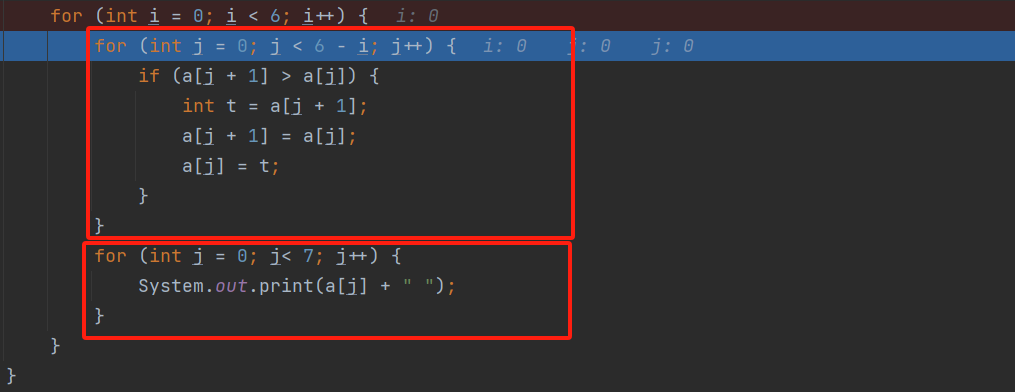 for (int i = 0; i < 6; i++) {   i: 0
    for (int j = 0; j < 6 - i; j++) {   i: 0    j: 0    j: 0
        if (a[j + 1] > a[j]) {
            int t = a[j + 1];
            a[j + 1] = a[j];
            a[j] = t;
        }
    }
    for (int j = 0; j< 7; j++) {
        System.out.print(a[j] + " ");
    }
}
}